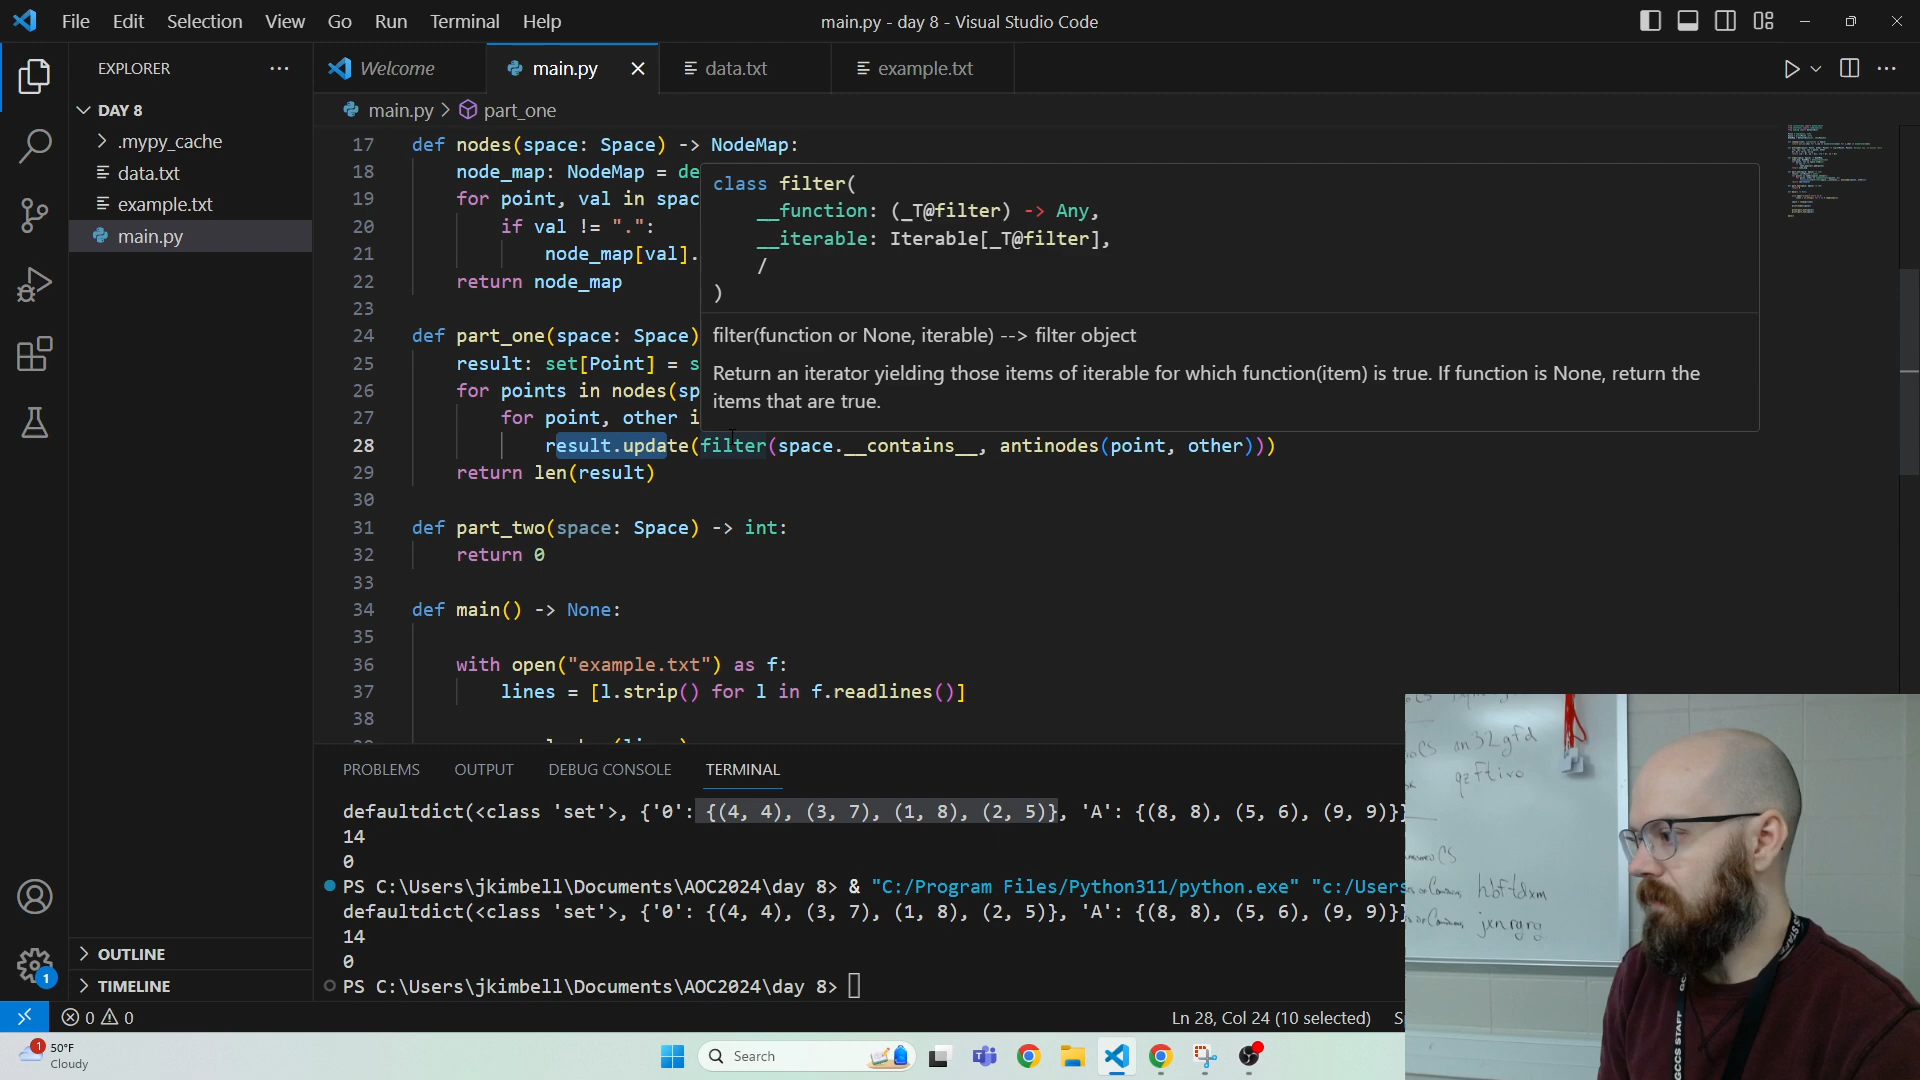 File Edit Selection View Go Run Terminal Help
main.py - day 8 - Visual Studio Code
EXPLORER
DAY 8
.mypy_cache
data.txt
example.txt
main.py
OUTLINE
TIMELINE
Welcome main.py data.txt example.txt
main.py > part_one
17 def nodes(space: Space) -> NodeMap:
18 node_map: NodeMap = de
19 for point, val in spac
20 if val != ".":
21 node_map[val].
22 return node_map
23
24 def part_one(space: Space)
25 result: set[Point] = s
26 for points in nodes(sp
27 for point, other i
28 result.update(filter(space.__contains__, antinodes(point, other)))
29 return len(result)
30
31 def part_two(space: Space) -> int:
32 return 0
33
34 def main() -> None:
35
36 with open("example.txt") as f:
37 lines = [l.strip() for l in f.readlines()]
38
class filter(
__function: (_T@filter) -> Any,
__iterable: Iterable[_T@filter],
/
)
filter(function or None, iterable) --> filter object
Return an iterator yielding those items of iterable for which function(item) is true. If function is None, return the
items that are true.
PROBLEMS OUTPUT DEBUG CONSOLE TERMINAL
defaultdict(<class 'set'>, {'0': {(4, 4), (3, 7), (1, 8), (2, 5)}, 'A': {(8, 8), (5, 6), (9, 9)}}
14
0
PS C:\Users\jkimbell\Documents\AOC2024\day 8> & "C:/Program Files/Python311/python.exe" "c:/Users
defaultdict(<class 'set'>, {'0': {(4, 4), (3, 7), (1, 8), (2, 5)}, 'A': {(8, 8), (5, 6), (9, 9)}}
14
0
PS C:\Users\jkimbell\Documents\AOC2024\day 8>
an32gfd
qzftivo
hbftdxm
jxnrgrg
GCCS STAFF
1
0 0
Ln 28, Col 24 (10 selected)
1
50°F
Cloudy
Search